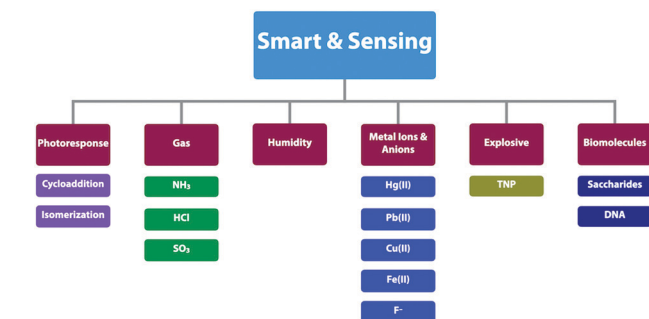 Smart & Sensing
Photoresponse
Gas
Humidity
Metal Ions &
Anions
Explosive
Biomolecules
Cycloaddition
NH₃
Hg(II)
TNP
Saccharides
Isomerization
HCl
Pb(II)
DNA
SO₃
Cu(II)
Fe(II)
F⁻